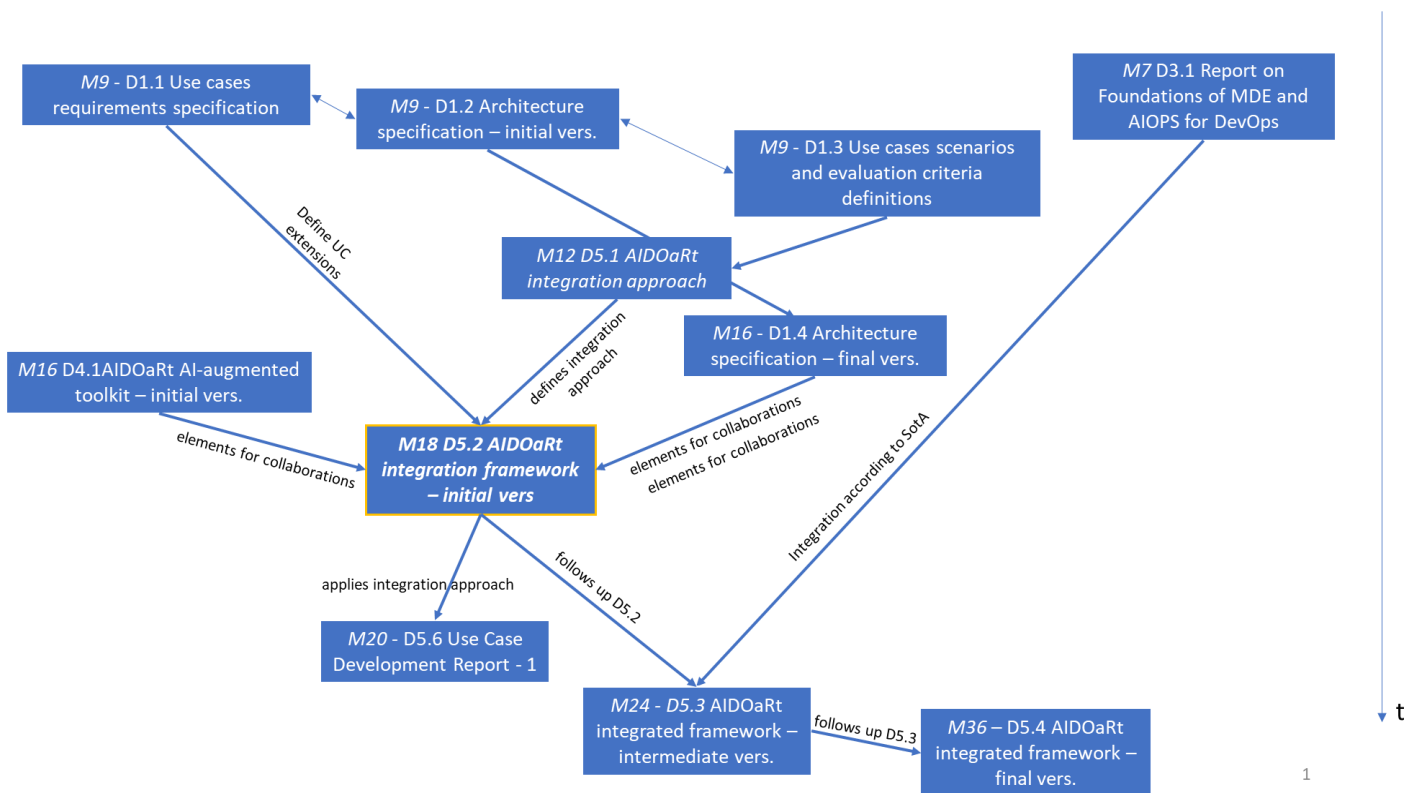 M9 - D1.1 Use cases
requirements specification
M9 - D1.2 Architecture
specification – initial vers.
M9 - D1.3 Use cases scenarios
and evaluation criteria
definitions
M7 D3.1 Report on
Foundations of MDE and
AIOPS for DevOps
Define UC
extensions
M12 D5.1 AIDOaRt
integration approach
M16 - D1.4 Architecture
specification – final vers.
defines integration
approach
M16 D4.1AIDOaRt AI-augmented
toolkit – initial vers.
elements for collaborations
M18 D5.2 AIDOaRt
integration framework
– initial vers
elements for collaborations
elements for collaborations
Integration according to SotA
applies integration approach
follows up D5.2
M20 - D5.6 Use Case
Development Report - 1
M24 - D5.3 AIDOaRt
integrated framework –
intermediate vers.
follows up D5.3
M36 – D5.4 AIDOaRt
integrated framework –
final vers.
t
1